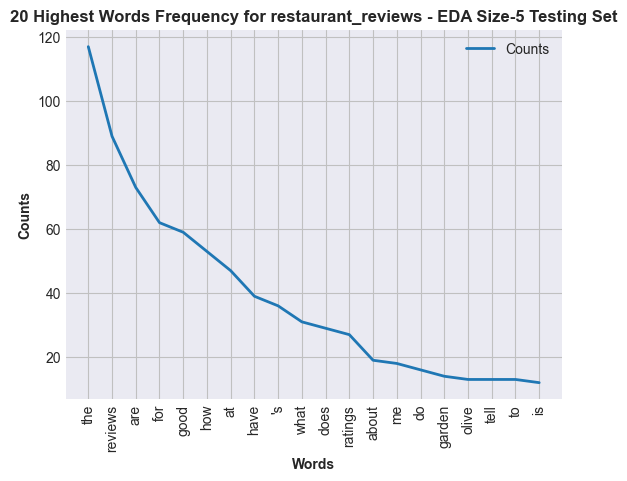 20 Highest Words Frequency for restaurant_reviews - EDA Size-5 Testing Set
Counts
120
100
80
60
40
20
Counts
the
reviews
are
for
good
how
at
have
's
what
does
ratings
about
me
do
garden
olive
tell
to
is
Words